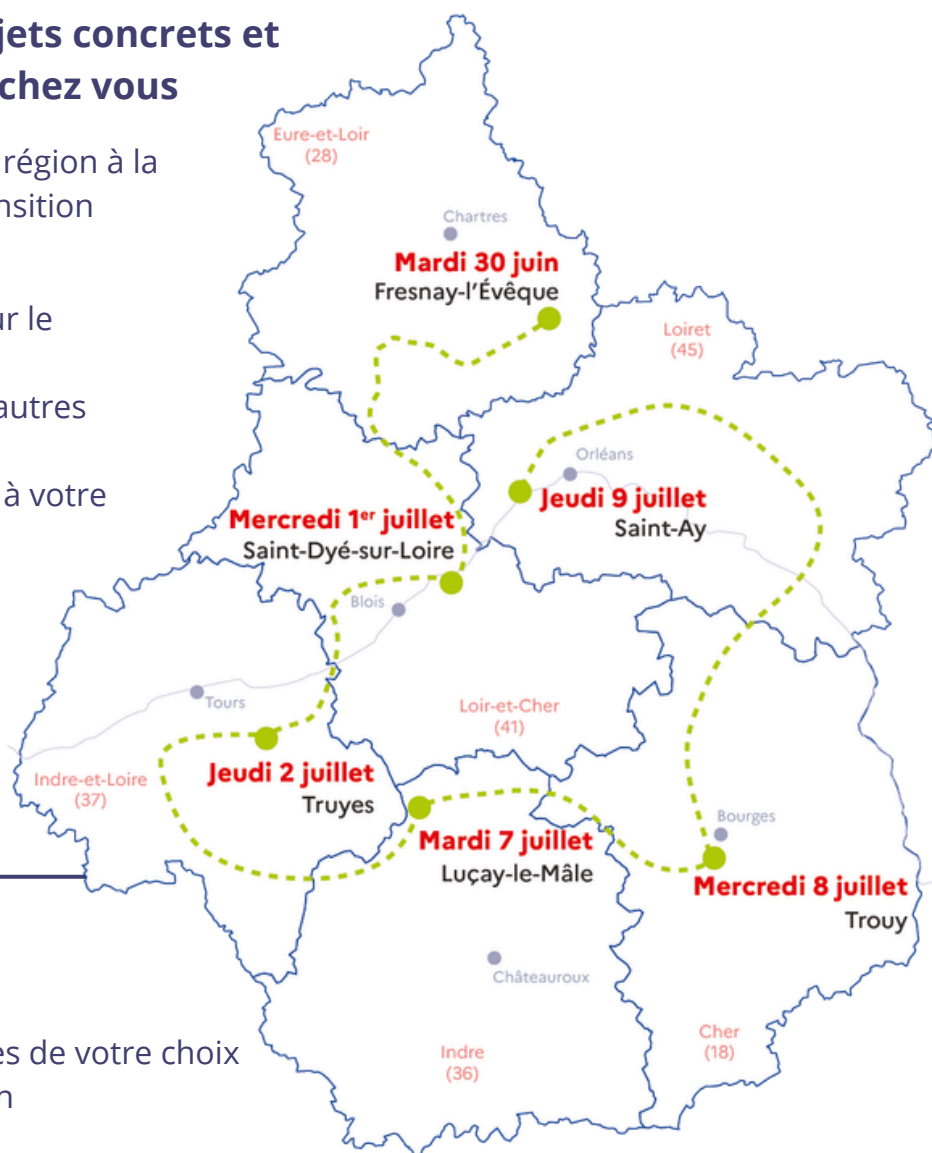 jets concrets et
chez vous
région à la
nsition
ur le
autres
à votre
Eure-et-Loir
(28)
Chartres
Mardi 30 juin
Fresnay-l'Évêque
Loiret
(45)
Orléans
Jeudi 9 juillet
Saint-Ay
Mercredi 1er juillet
Saint-Dyé-sur-Loire
Blois
Tours
Loir-et-Cher
(41)
Indre-et-Loire
(37)
Jeudi 2 juillet
Truyes
Mardi 7 juillet
Luçay-le-Mâle
Bourges
Mercredi 8 juillet
Trouy
Châteauroux
Indre
(36)
Cher
(18)
es de votre choix
n